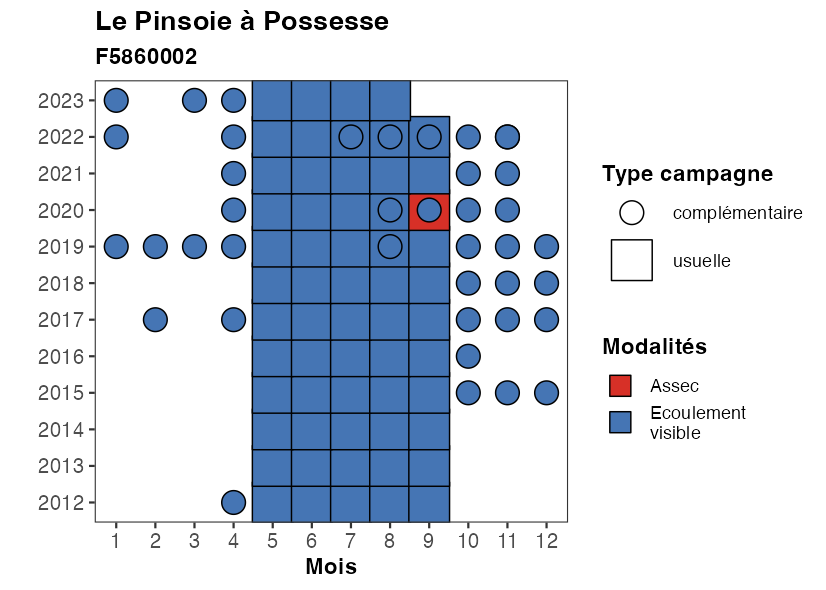 Le Pinsoie à Possesse
F5860002
2023
2022
2021
2020
2019
2018
2017
2016
2015
2014
2013
2012
1 2 3 4 5 6 7 8 9 10 11 12
Mois
Type campagne
complémentaire
usuelle
Modalités
Assec
Ecoulement
visible